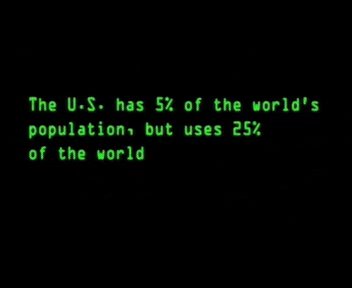 The U.S. has 5% of the world's
population, but uses 25%
of the world